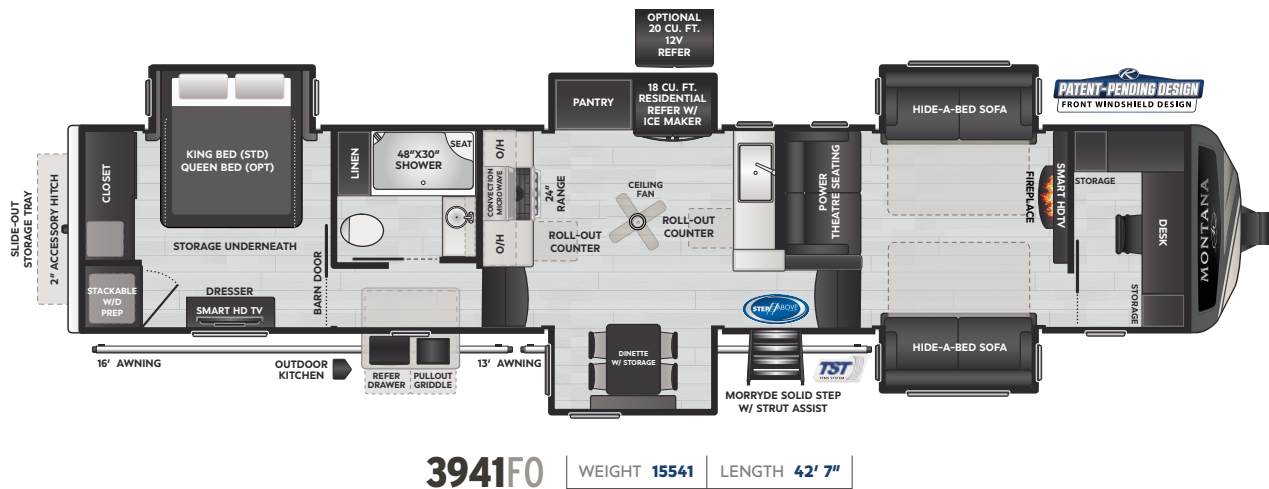 OPTIONAL
20 CU. FT.
12V
REFER
PANTRY
18 CU. FT.
RESIDENTIAL
REFER W/
ICE MAKER
HIDE-A-BED SOFA
PATENT-PENDING DESIGN
FRONT WINDSHIELD DESIGN
SLIDE-OUT
STORAGE TRAY
2" ACCESSORY HITCH
CLOSET
KING BED (STD)
QUEEN BED (OPT)
LINEN
48"X30"
SHOWER
SEAT
O/H
CONVECTION
MICROWAVE
24"
RANGE
O/H
CEILING
FAN
ROLL-OUT
COUNTER
ROLL-OUT
COUNTER
POWER
THEATRE SEATING
FIREPLACE
SMART HDTV
STORAGE
DESK
STORAGE
MONTANA
STORAGE UNDERNEATH
BARN DOOR
STACKABLE
W/D
PREP
DRESSER
SMART HD TV
STEP ABOVE
16' AWNING
OUTDOOR
KITCHEN
REFER
DRAWER
PULLOUT
GRIDDLE
13' AWNING
DINETTE
W/ STORAGE
TST
MORRYDE SOLID STEP
W/ STRUT ASSIST
HIDE-A-BED SOFA
3941FO WEIGHT 15541 LENGTH 42' 7"